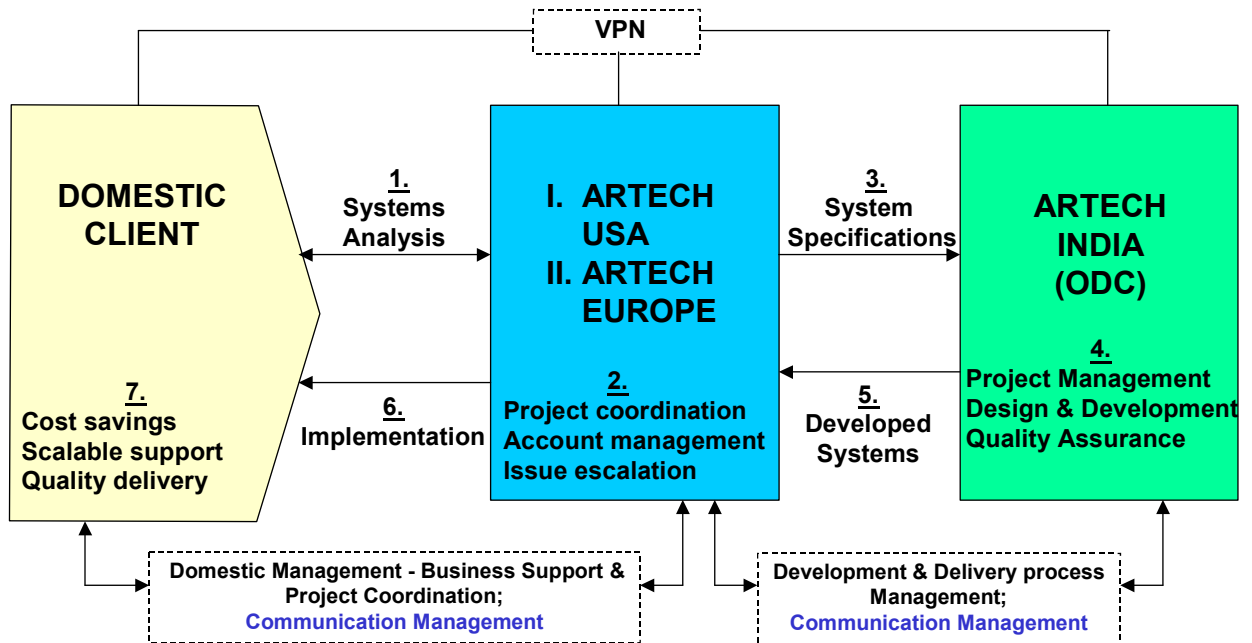 VPN
DOMESTIC
CLIENT
7.
Cost savings
Scalable support
Quality delivery
1.
Systems
Analysis
6.
Implementation
I. ARTECH
USA
II. ARTECH
EUROPE
2.
Project coordination
Account management
Issue escalation
3.
System
Specifications
5.
Developed
Systems
ARTECH
INDIA
(ODC)
4.
Project Management
Design & Development
Quality Assurance
Domestic Management - Business Support &
Project Coordination;
Communication Management
Development & Delivery process
Management;
Communication Management